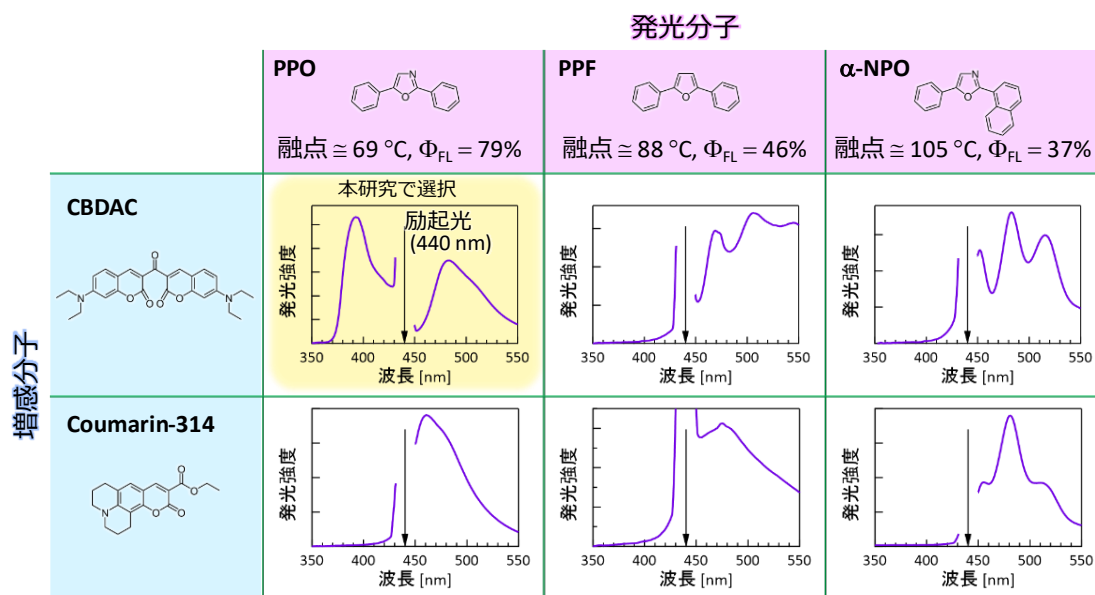 発光分子
PPO
融点≅69 °C, ΦFL = 79%
PPF
融点≅88 °C, ΦFL = 46%
α-NPO
融点≅105 °C, ΦFL = 37%
増感分子
CBDAC
本研究で選択
励起光
(440 nm)
発光強度
350 400 450 500 550
波長 [nm]
発光強度
350 400 450 500 550
波長 [nm]
発光強度
350 400 450 500 550
波長 [nm]
Coumarin-314
発光強度
350 400 450 500 550
波長 [nm]
発光強度
350 400 450 500 550
波長 [nm]
発光強度
350 400 450 500 550
波長 [nm]
N
O
N
O
O
N
O
O
O
O
O
N
N
O
O
O
O